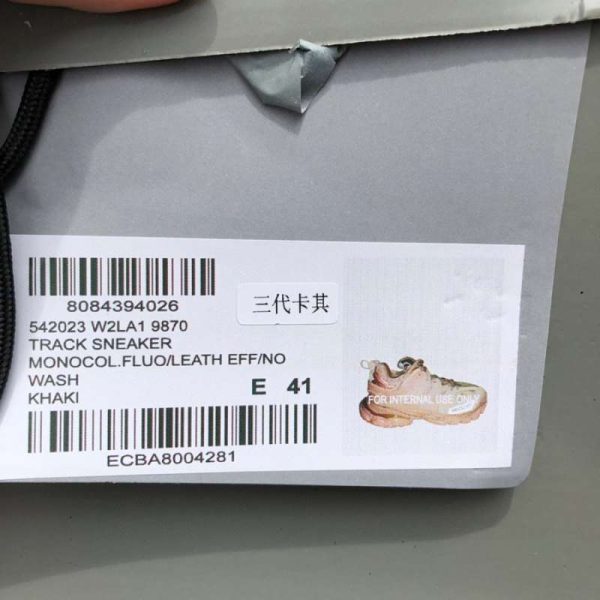 8084394026
三代卡其
542023 W2LA1 9870
TRACK SNEAKER
MONOCOL.FLUO/LEATH EFF/NO
WASH
KHAKI
E 41
FOR INTERNAL USE ONLY
ECBA8004281